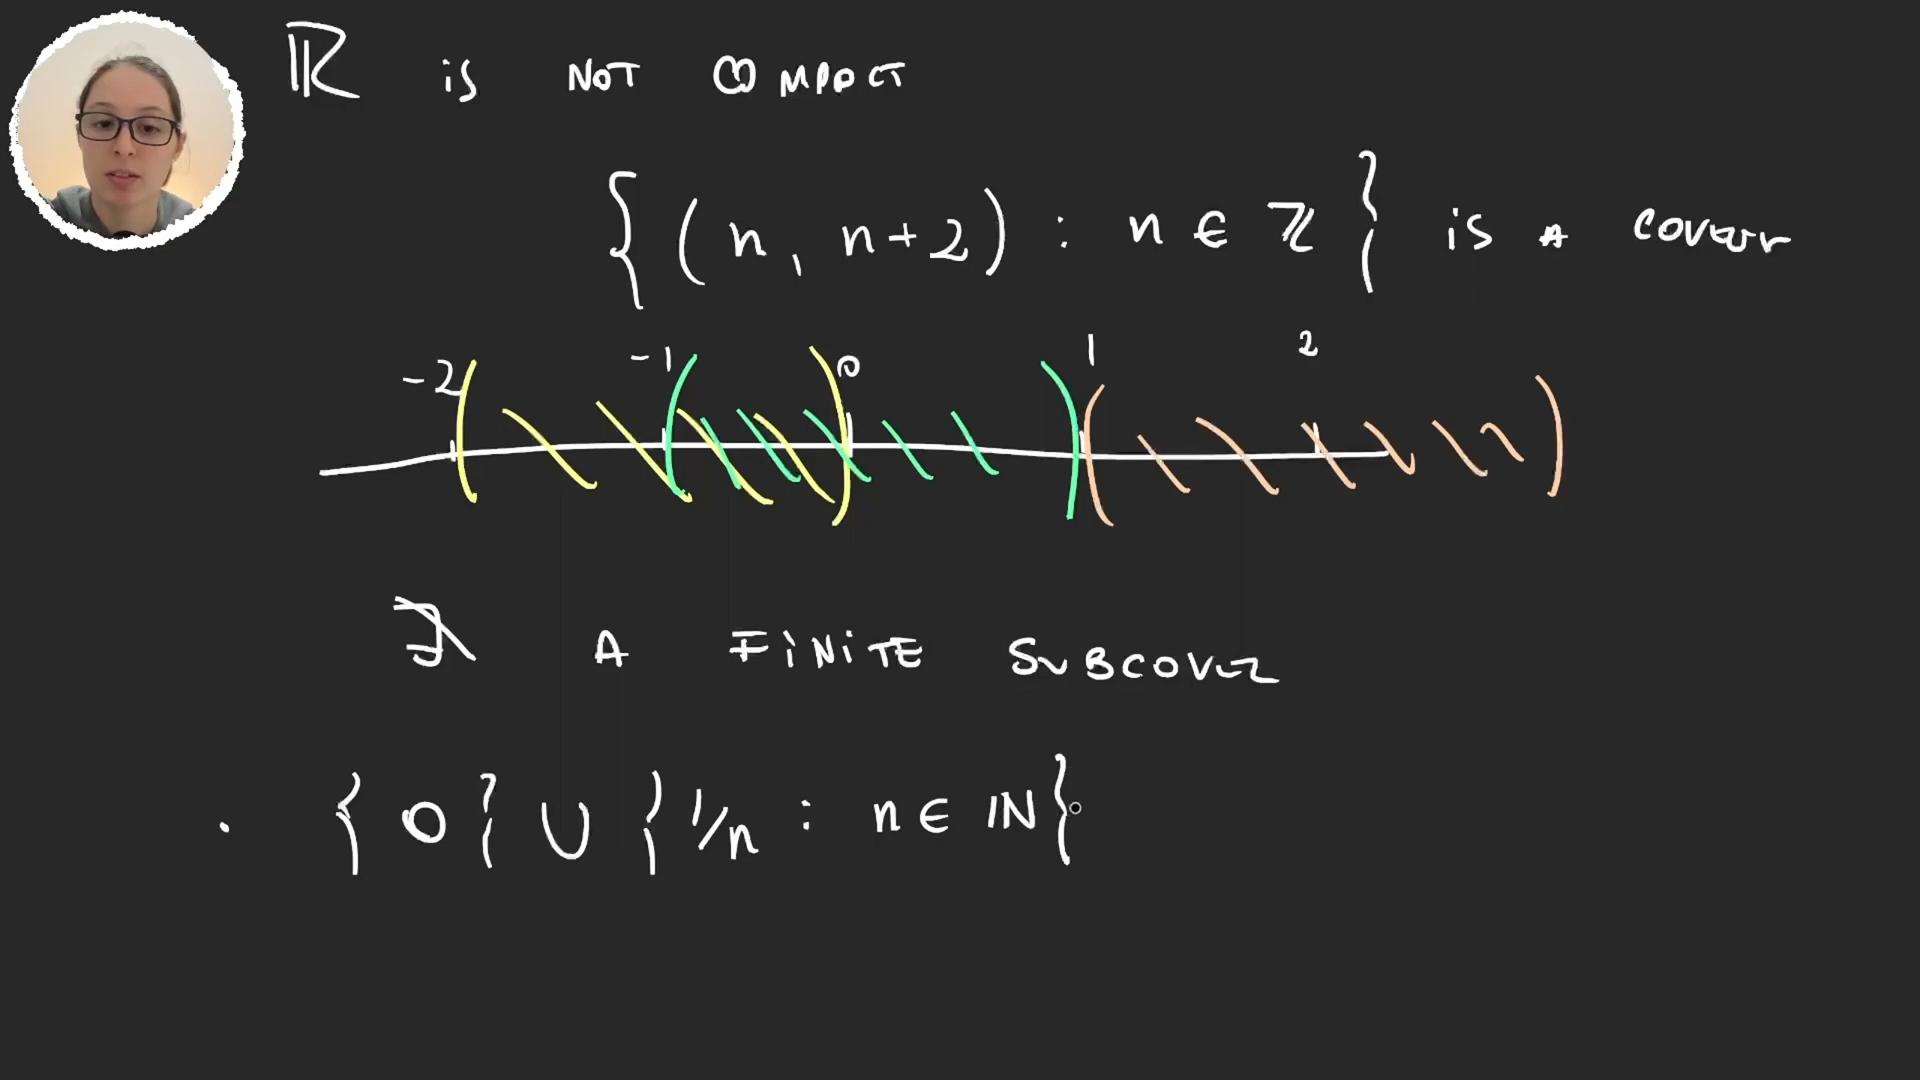 ℝ is NOT COMPACT
{(n, n+2) : n ∈ ℤ} is A COVER
-2 -1 0 1 2
∄ A FINITE SUBCOVER
· {0} ∪ {1/n : n ∈ ℕ}